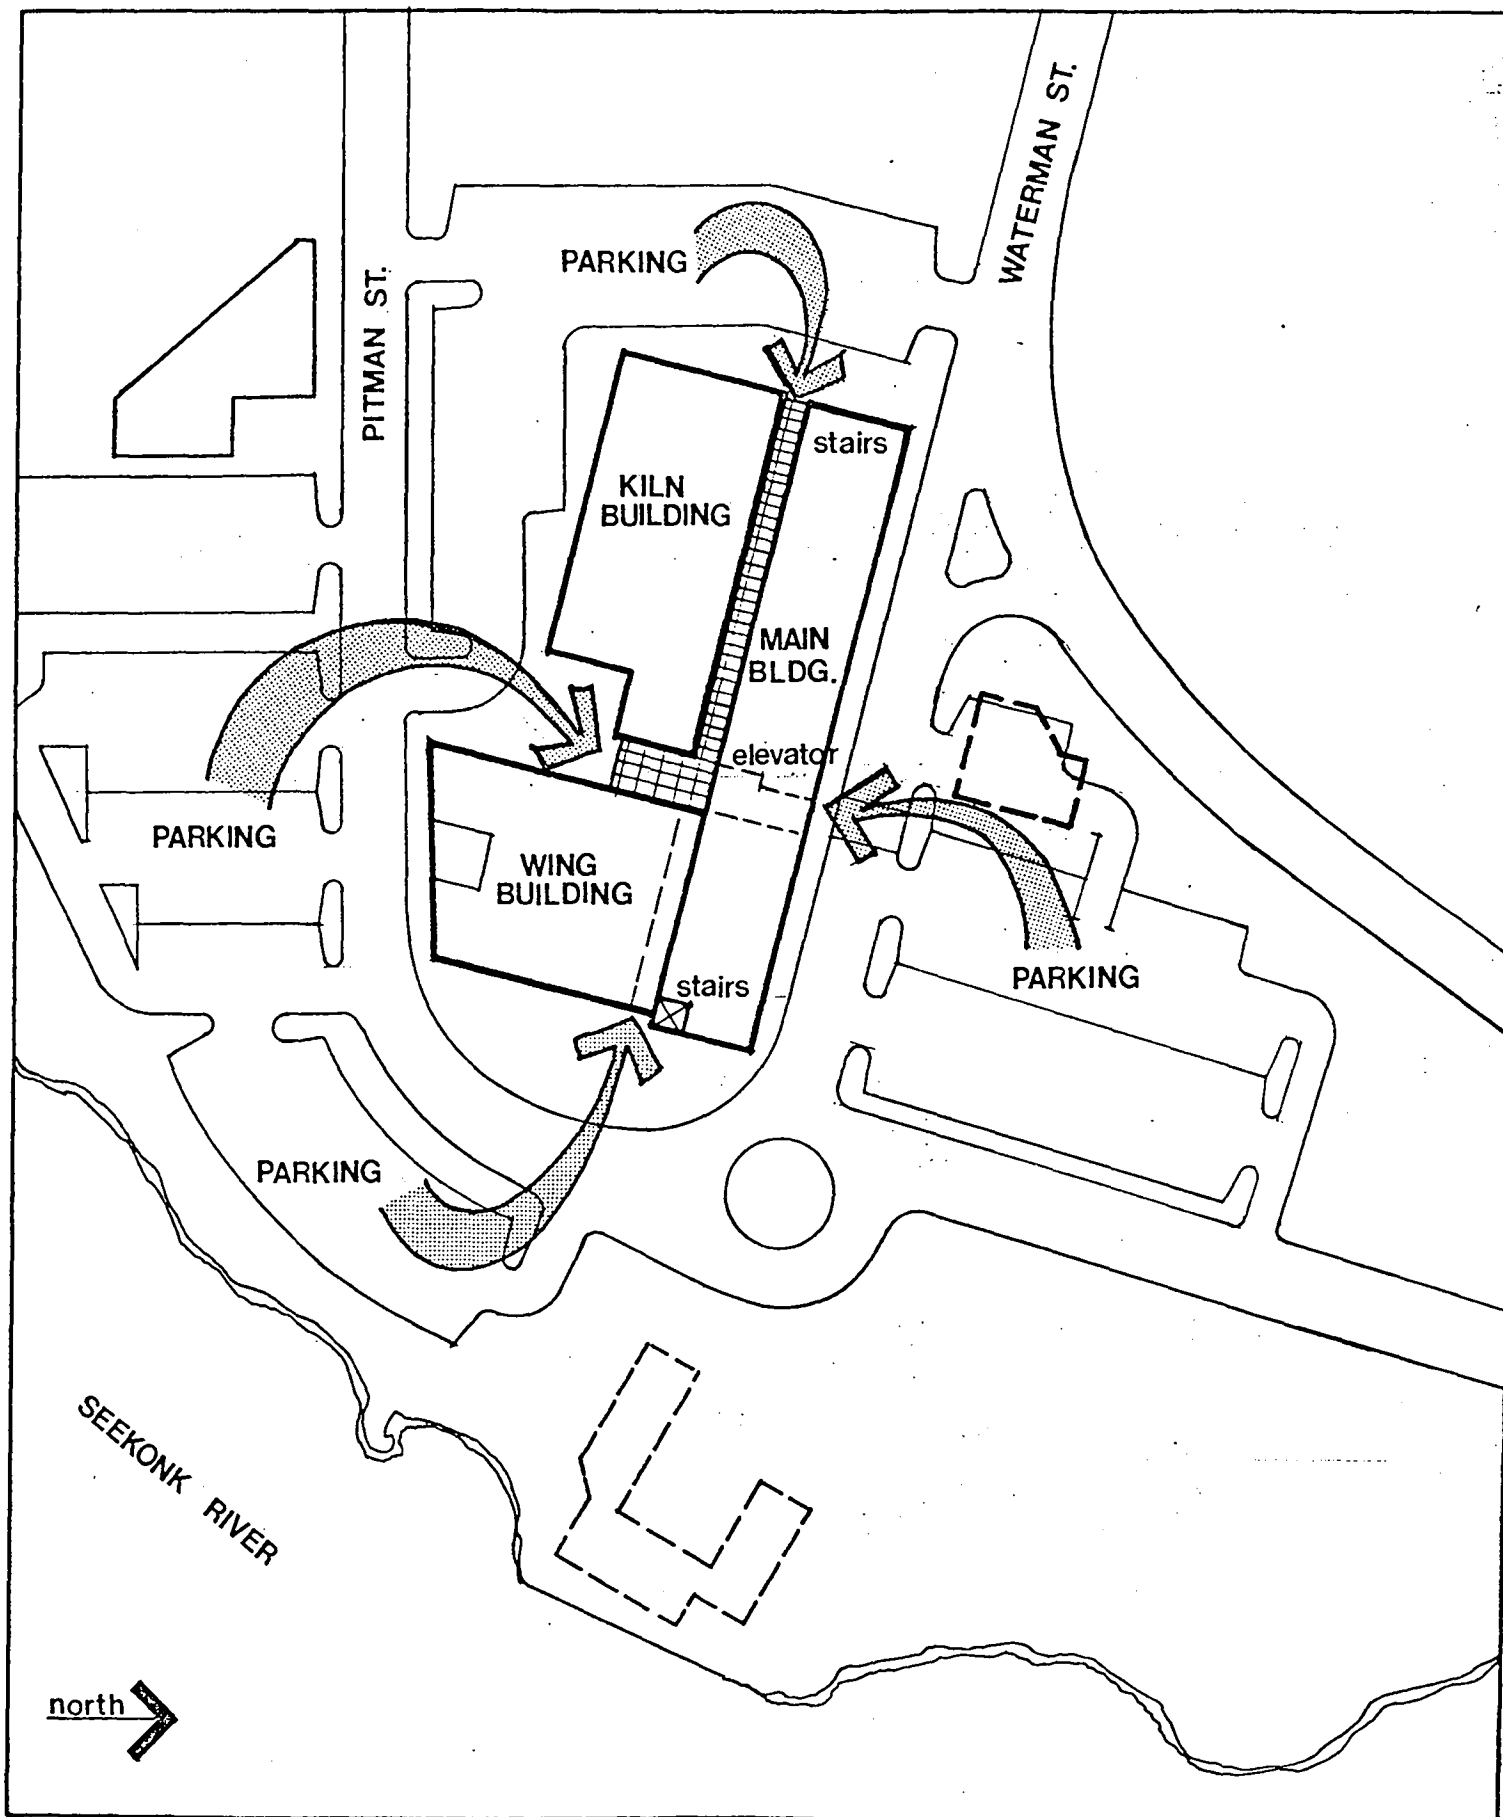 WATERMAN ST.
PARKING
PITMAN ST.
stairs
KILN
BUILDING
MAIN
BLDG.
elevator
PARKING
WING
BUILDING
PARKING
stairs
PARKING
SEEKONK RIVER
north